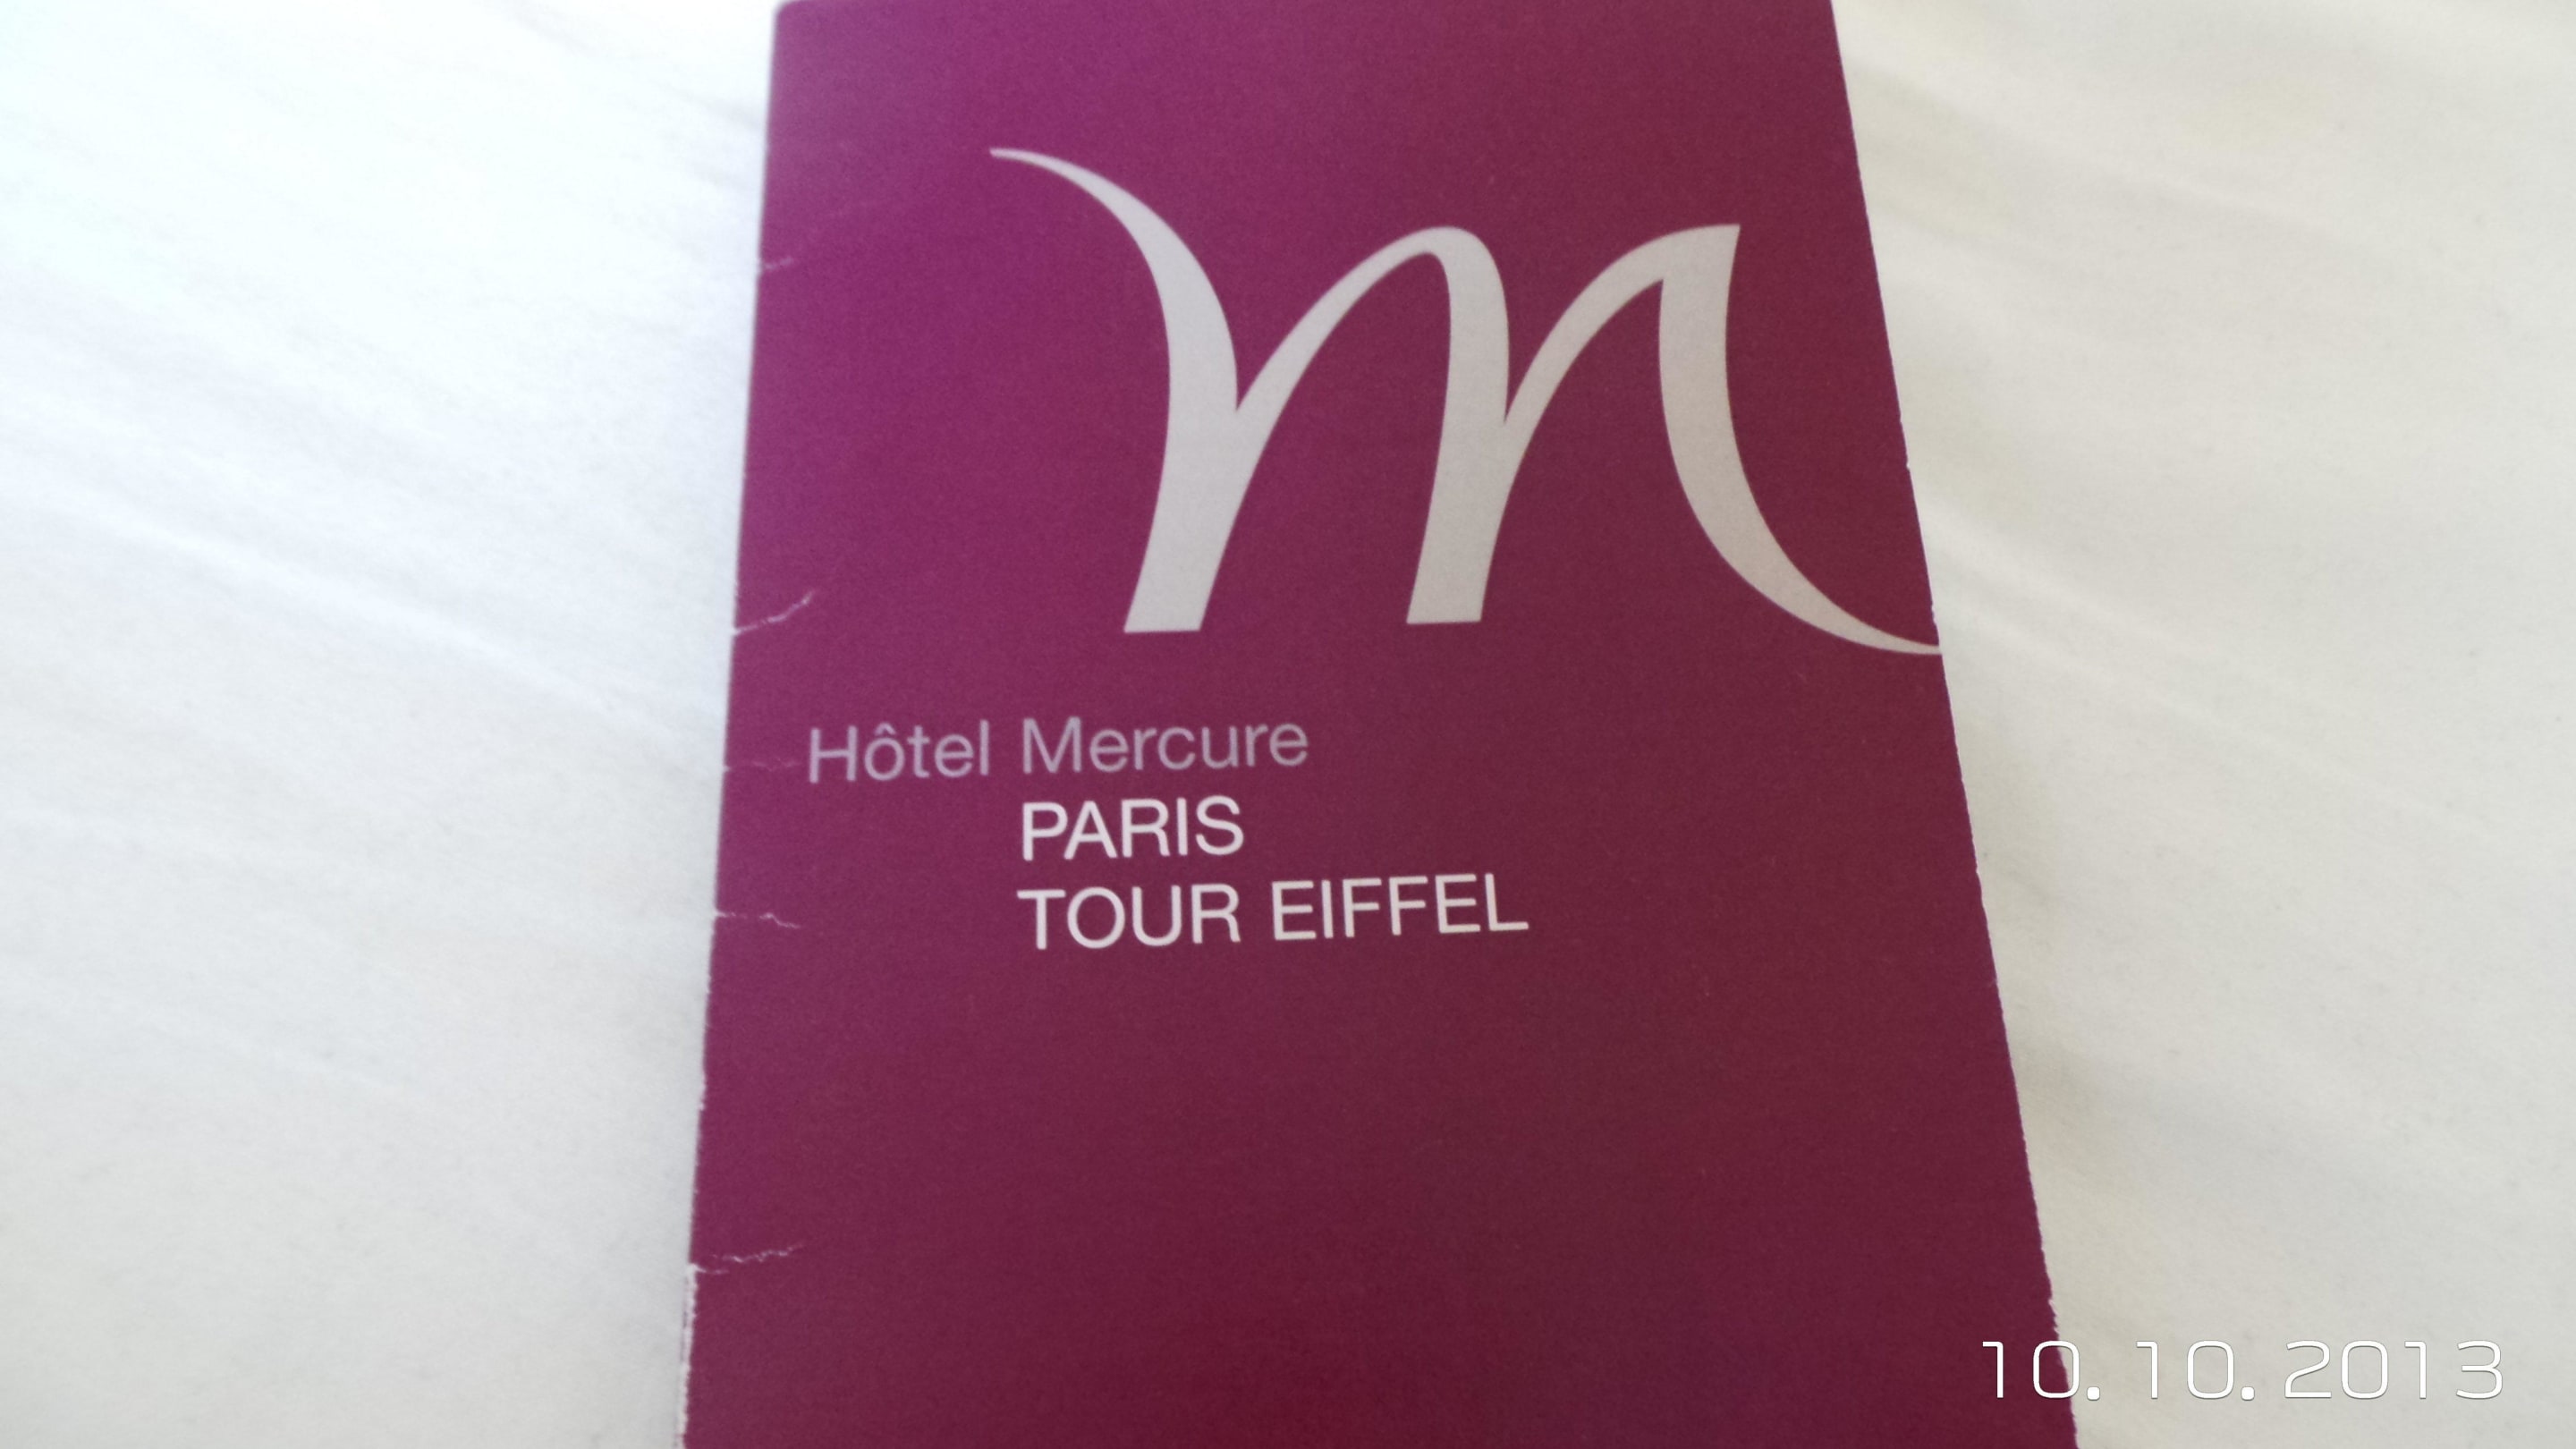 m
Hôtel Mercure
PARIS
TOUR EIFFEL
10.10.2013